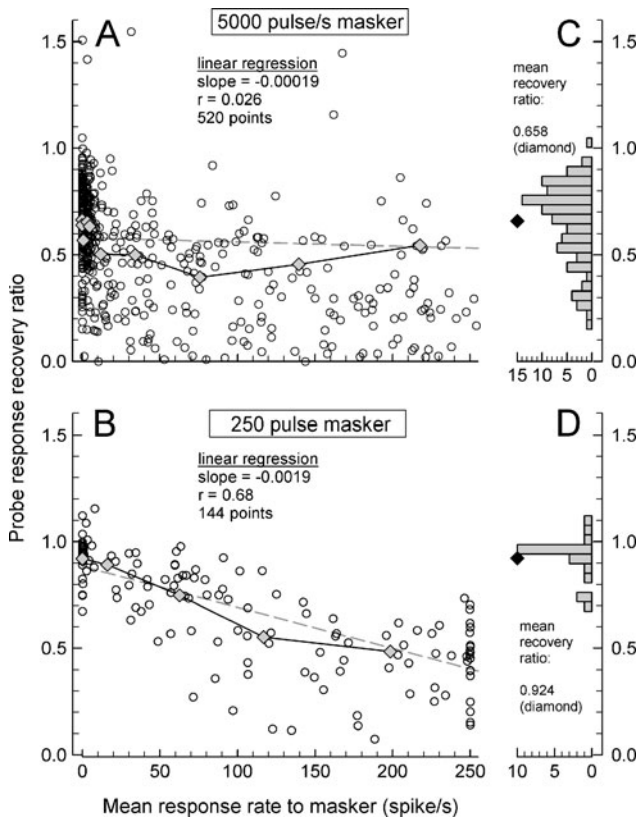 5000 pulse/s masker
A
C
1.5
1.0
0.5
0.0
linear regression
slope = -0.00019
r = 0.026
520 points
mean
recovery
ratio:
0.658
(diamond)
1.5
1.0
0.5
0.0
15 10 5 0
Probe response recovery ratio
250 pulse masker
B
D
1.5
1.0
0.5
0.0
linear regression
slope = -0.0019
r = 0.68
144 points
mean
recovery
ratio:
0.924
(diamond)
1.5
1.0
0.5
0.0
0 50 100 150 200 250
10 5 0
Mean response rate to masker (spike/s)